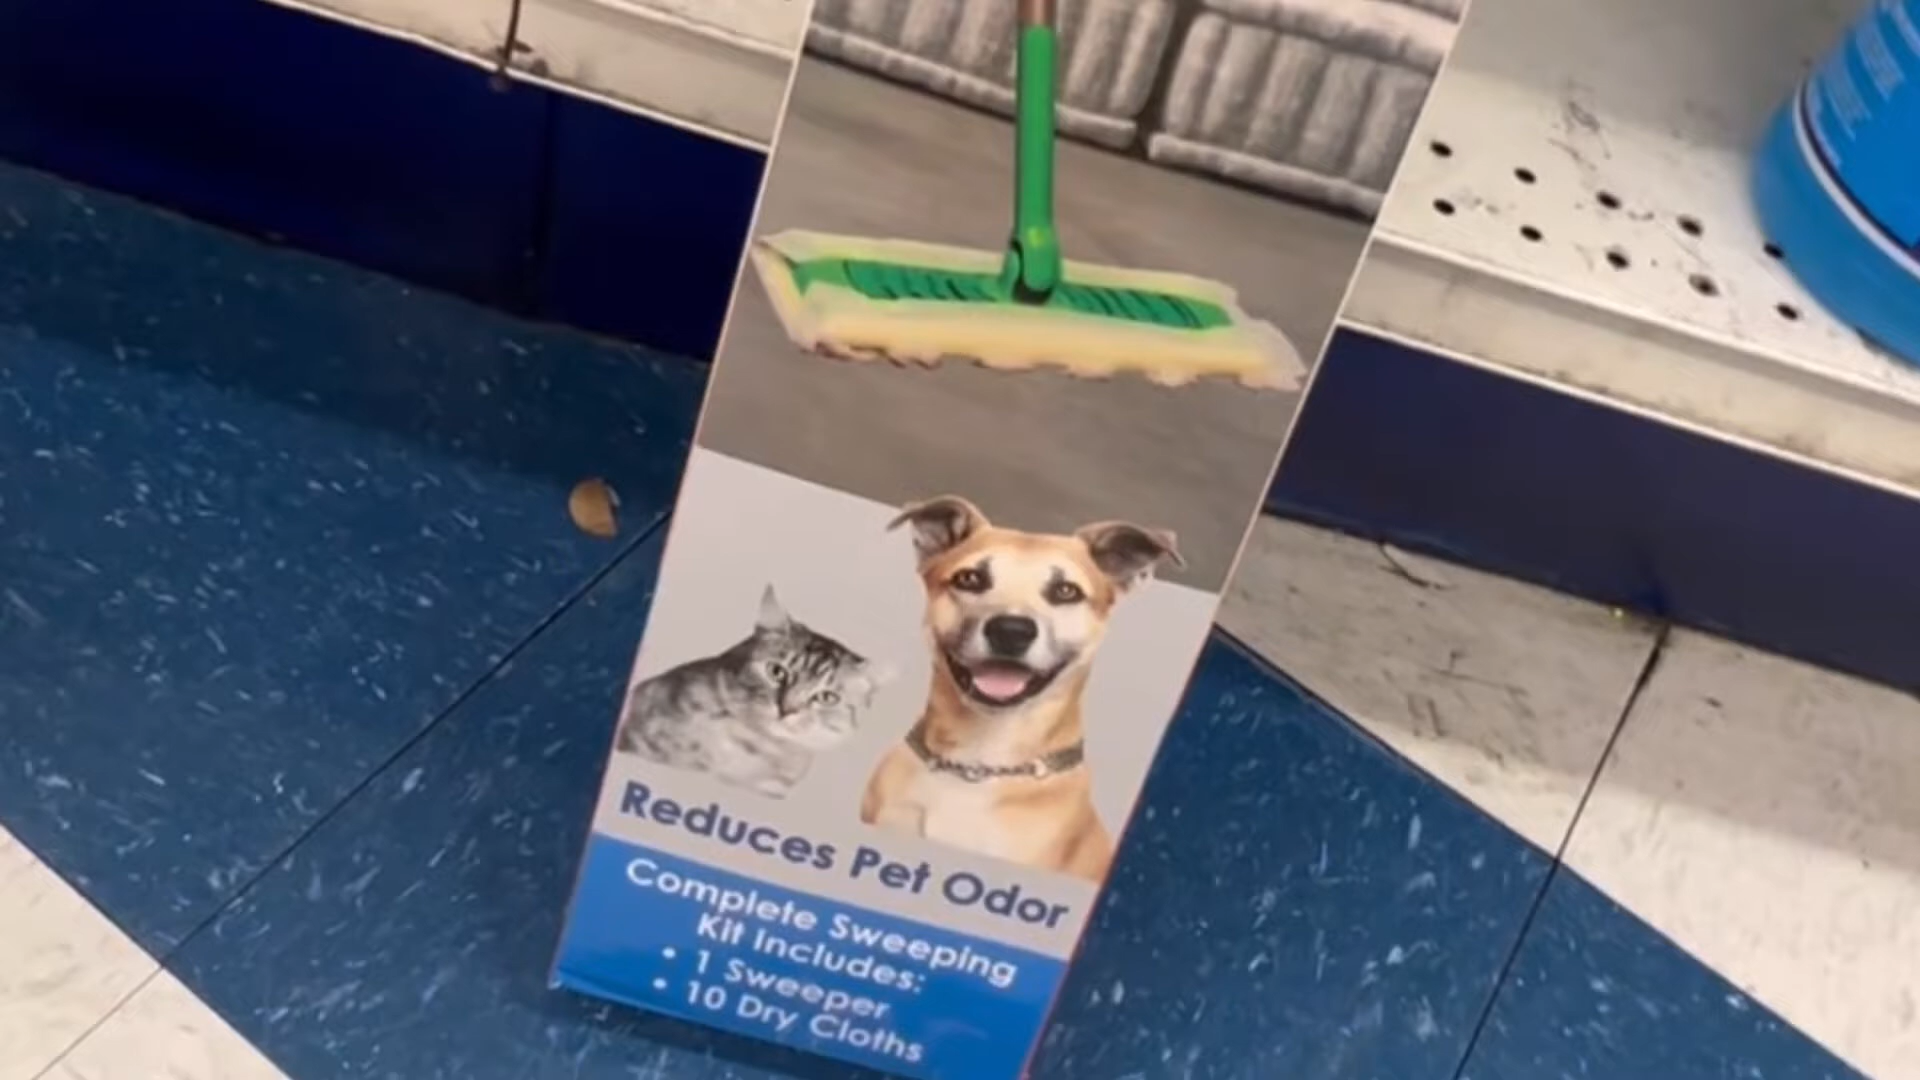 Reduces Pet Odor
Complete Sweeping
Kit Includes:
• 1 Sweeper
• 10 Dry Cloths